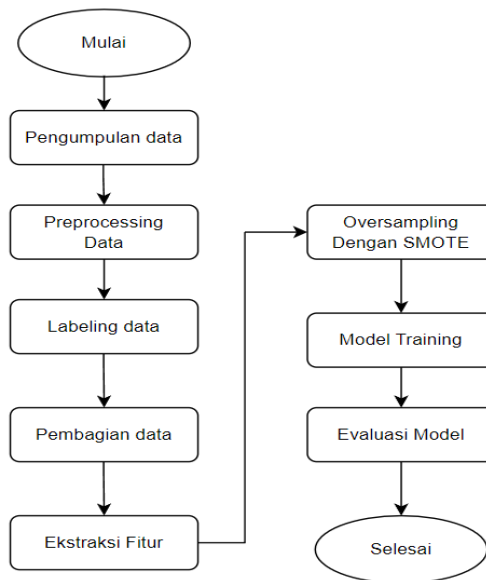 Mulai
Pengumpulan data
Preprocessing
Data
Labeling data
Pembagian data
Ekstraksi Fitur
Oversampling
Dengan SMOTE
Model Training
Evaluasi Model
Selesai